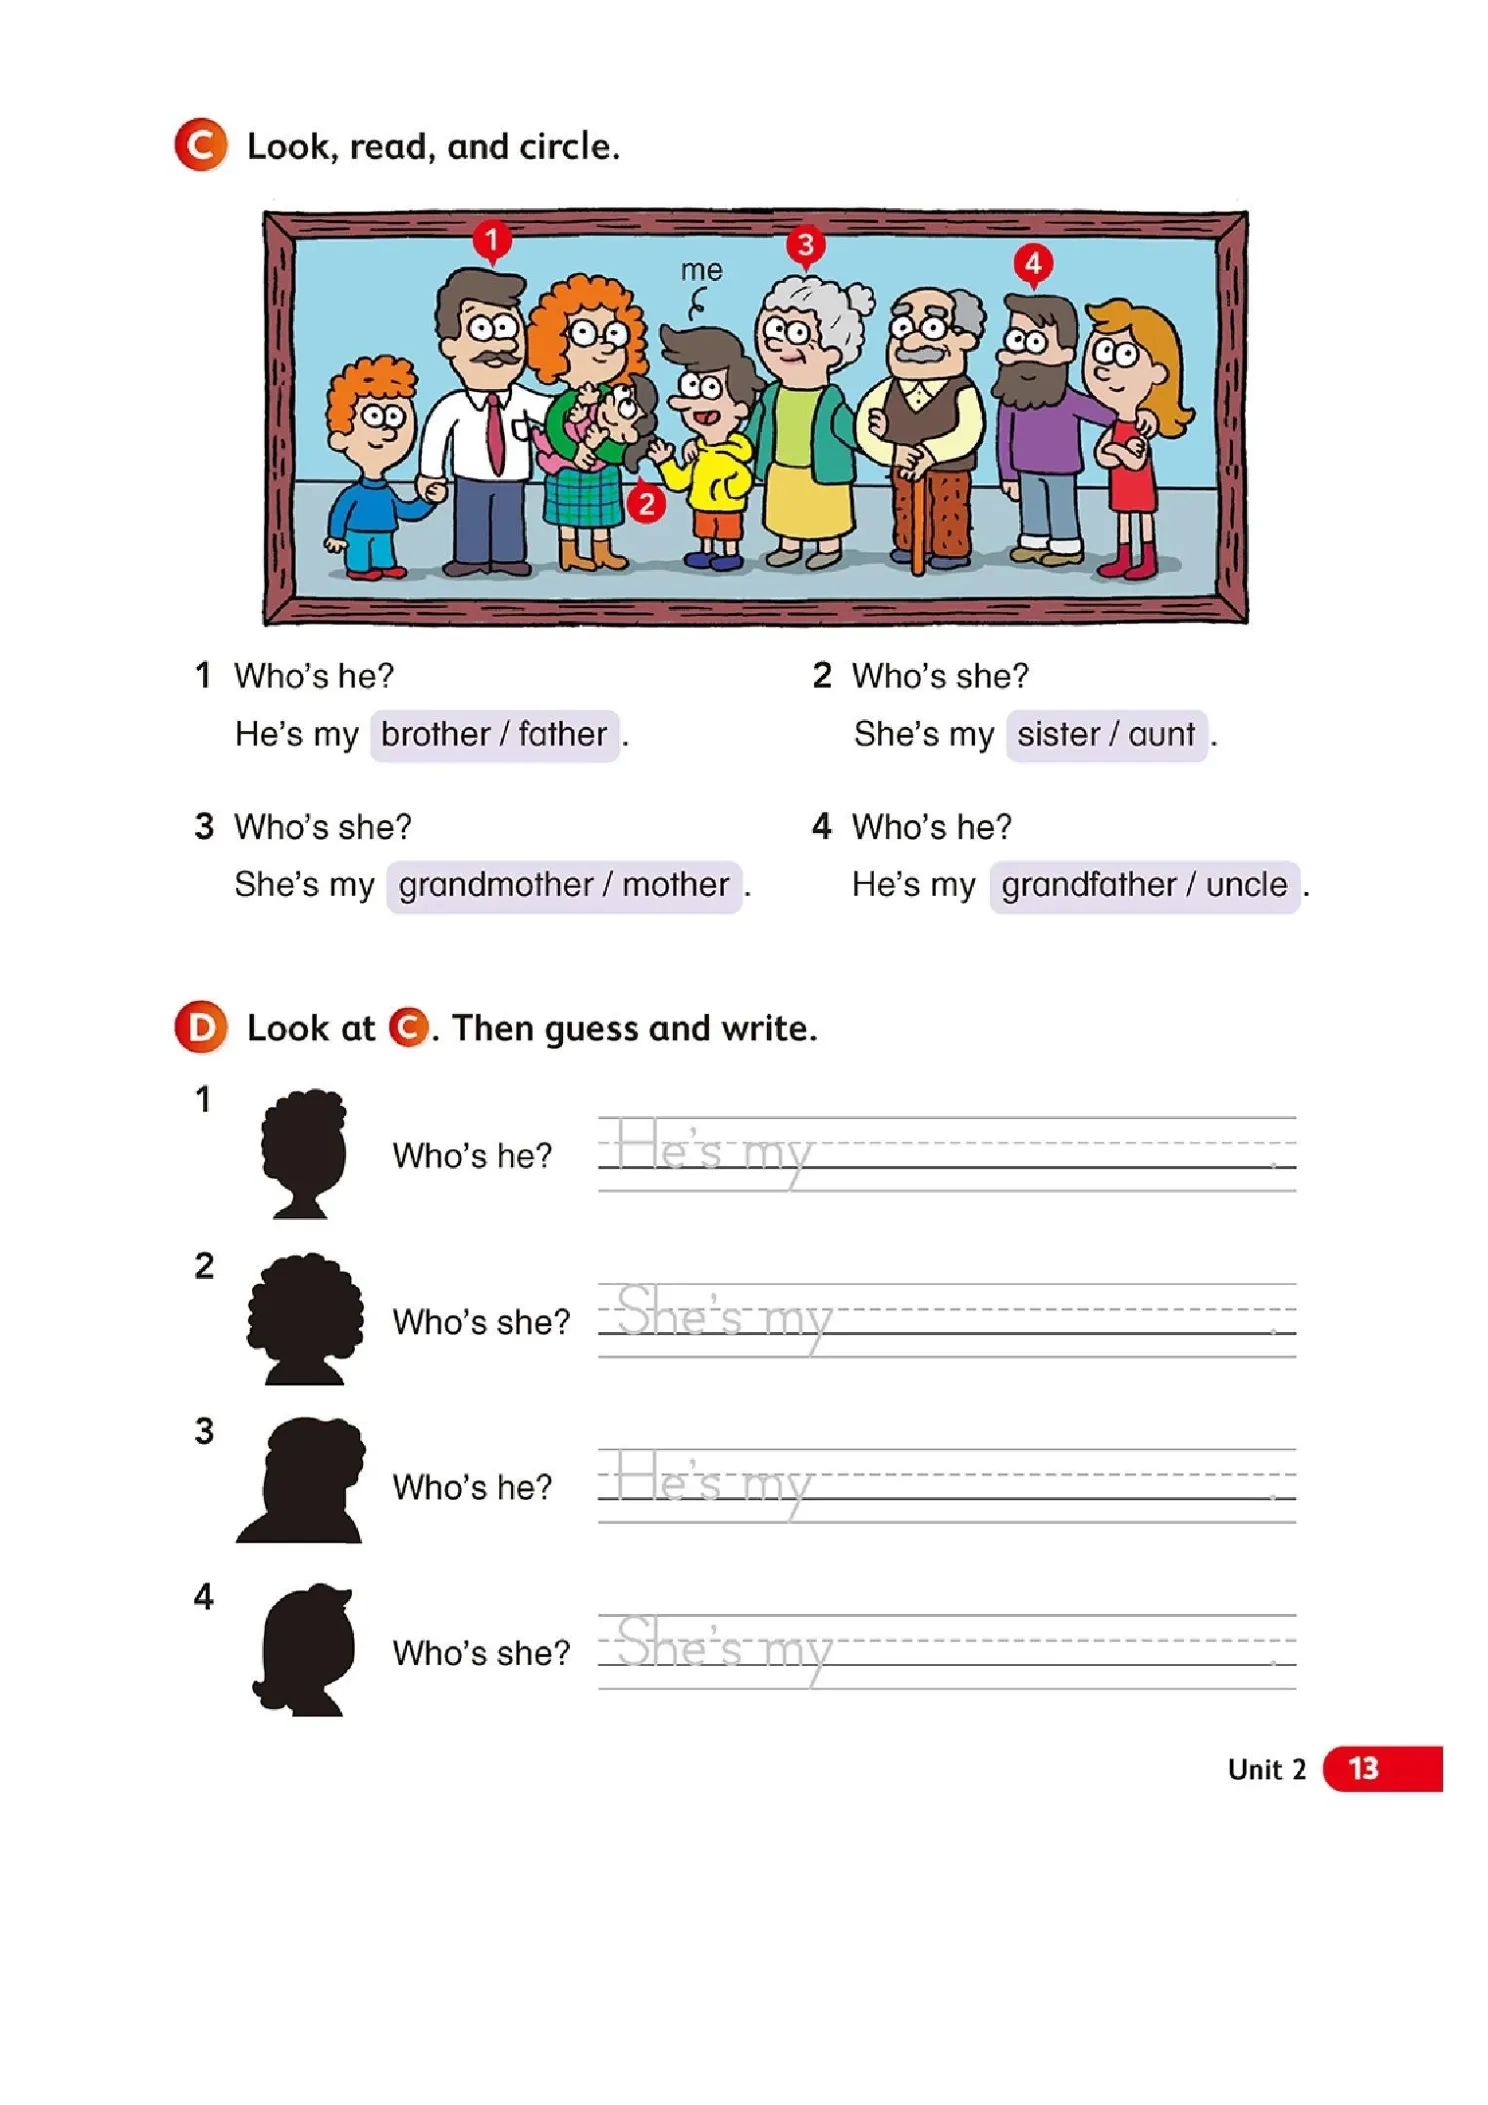 C Look, read, and circle.
1 3
me 4
2
1 Who's he? 2 Who's she?
He's my brother / father . She's my sister / aunt .
3 Who's she? 4 Who's he?
She's my grandmother / mother . He's my grandfather / uncle .
D Look at C. Then guess and write.
1
Who's he? He's my .
2
Who's she? She's my .
3
Who's he? He's my .
4
Who's she? She's my .
Unit 2 13